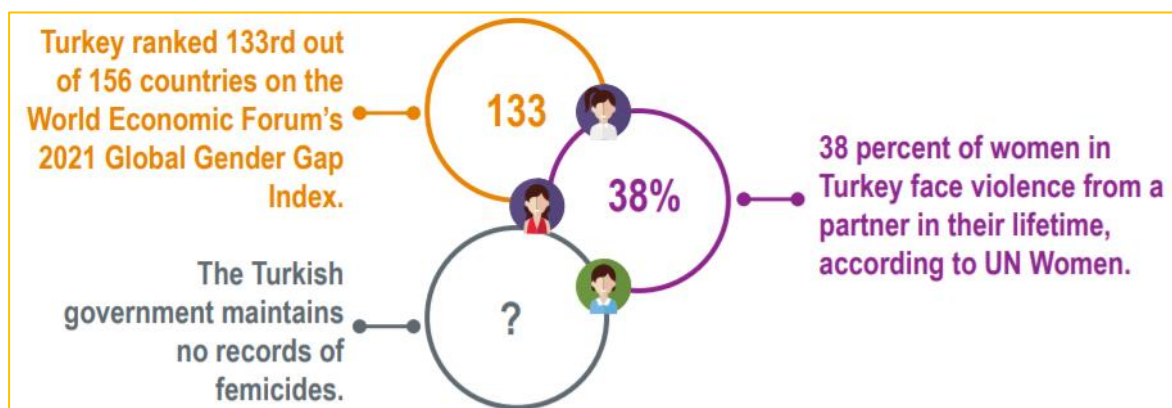 Turkey ranked 133rd out
of 156 countries on the
World Economic Forum's
2021 Global Gender Gap
Index.
133
38%
38 percent of women in
Turkey face violence from a
partner in their lifetime,
according to UN Women.
The Turkish
government maintains
no records of
femicides.
?